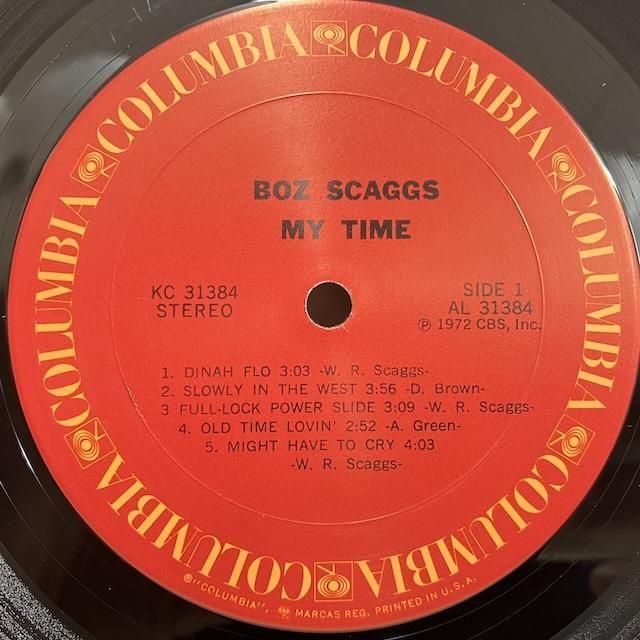 COLUMBIA COLUMBIA COLUMBIA COLUMBIA COLUMBIA COLUMBIA
BOZ SCAGGS
MY TIME
KC 31384
STEREO
SIDE 1
AL 31384
Ⓟ 1972 CBS, Inc.
1. DINAH FLO 3:03 -W. R. Scaggs-
2. SLOWLY IN THE WEST 3:56 -D. Brown-
3 FULL-LOCK POWER SLIDE 3:09 -W. R. Scaggs-
4. OLD TIME LOVIN' 2:52 -A. Green-
5. MIGHT HAVE TO CRY 4:03
-W. R. Scaggs-
®"COLUMBIA", MARCAS REG. PRINTED IN U.S.A.